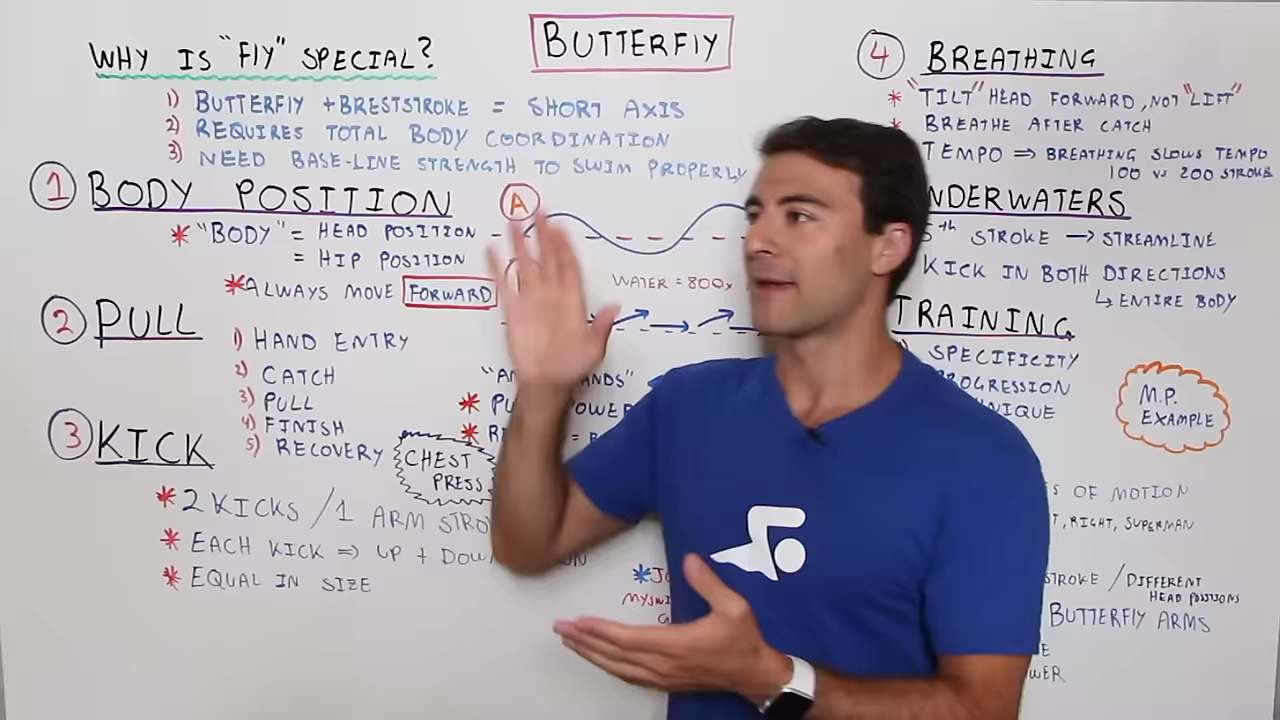 BUTTERFLY
WHY IS "FLY" SPECIAL?
1) BUTTERFLY + BRESTSTROKE = SHORT AXIS
2) REQUIRES TOTAL BODY COORDINATION
3) NEED BASE-LINE STRENGTH TO SWIM PROPERLY
1 BODY POSITION
* "BODY" = HEAD POSITION
= HIP POSITION
* ALWAYS MOVE FORWARD
A
WATER = 800x
2 PULL
1) HAND ENTRY
2) CATCH
3) PULL
4) FINISH
5) RECOVERY
*
*
CHEST
PRESS
3 KICK
* 2 KICKS / 1 ARM
* EACH KICK ⇒ UP + DOWN
* EQUAL IN SIZE
4 BREATHING
* "TILT" HEAD FORWARD, NOT "LIFT"
* BREATHE AFTER CATCH
TEMPO ⇒ BREATHING SLOWS TEMPO
100 vs 200 STROKE
STROKE → STREAMLINE
KICK IN BOTH DIRECTIONS
↳ ENTIRE BODY
TRAINING
SPECIFICITY
M.P.
EXAMPLE
OF MOTION
RIGHT, SUPERMAN
STROKE / DIFFERENT
HEAD POSITIONS
BUTTERFLY ARMS